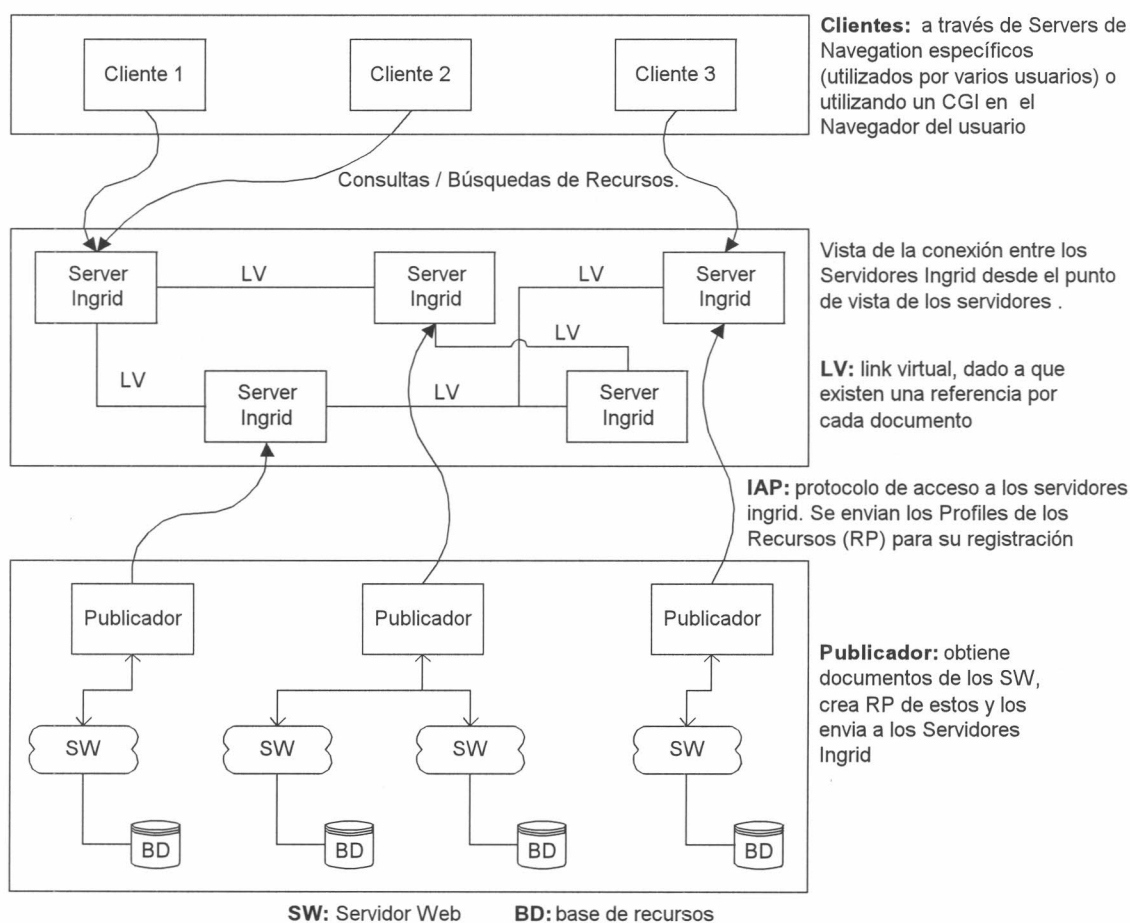 Clientes: a través de Servers de
Navegation específicos
(utilizados por varios usuarios) o
utilizando un CGI en el
Navegador del usuario
Cliente 1
Cliente 2
Cliente 3
Consultas / Búsquedas de Recursos.
Server
Ingrid
LV
Server
Ingrid
LV
Server
Ingrid
Vista de la conexión entre los
Servidores Ingrid desde el punto
de vista de los servidores .
LV
LV
Server
Ingrid
LV
Server
Ingrid
LV: link virtual, dado a que
existen una referencia por
cada documento
IAP: protocolo de acceso a los servidores
ingrid. Se envian los Profiles de los
Recursos (RP) para su registración
Publicador
Publicador
Publicador
Publicador: obtiene
documentos de los SW,
crea RP de estos y los
envia a los Servidores
Ingrid
SW
SW
SW
SW
BD
BD
BD
BD
SW: Servidor Web
BD: base de recursos